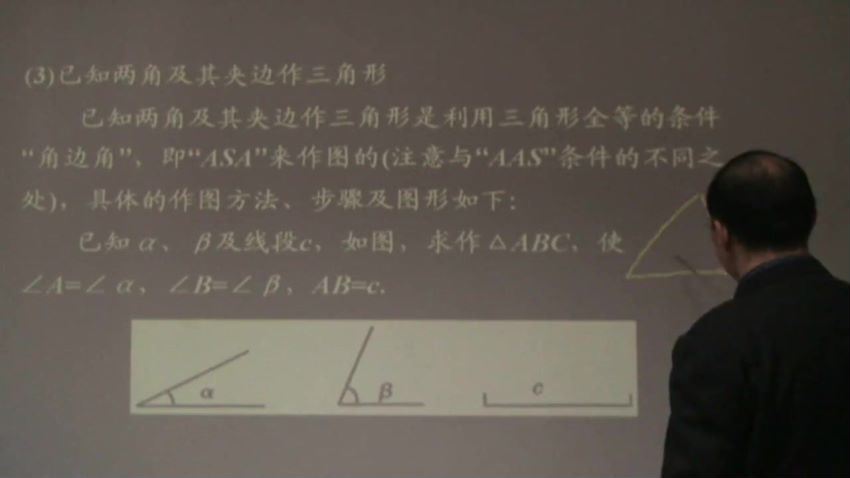 (3)已知两角及其夹边作三角形
已知两角及其夹边作三角形是利用三角形全等的条件
“角边角”、即“ASA”来作图的(注意与“AAS”条件的不同之
处)，具体的作图方法、步骤及图形如下：
已知 α、β及线段c，如图，求作△ABC，使
∠A=∠α，∠B=∠β，AB=c.
α β c